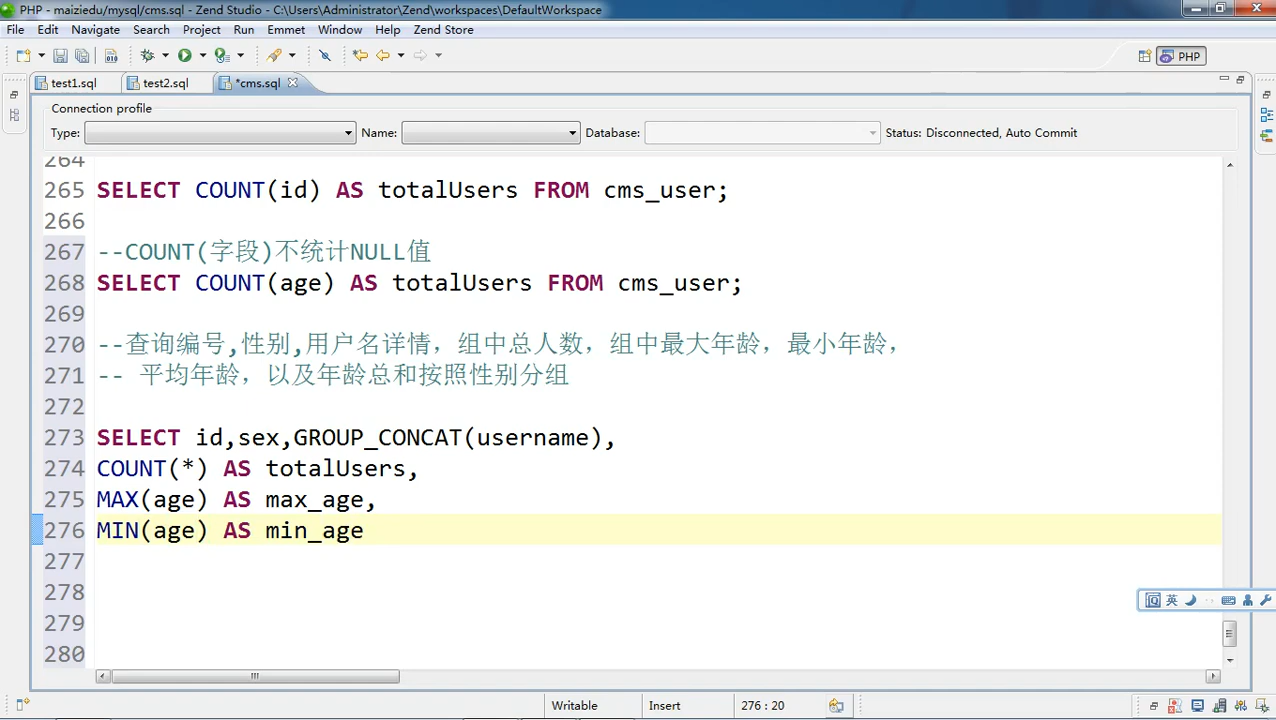 PHP - maiziedu/mysql/cms.sql - Zend Studio - C:\Users\Administrator\Zend\workspaces\DefaultWorkspace
File Edit Navigate Search Project Run Emmet Window Help Zend Store
PHP
test1.sql test2.sql *cms.sql
Connection profile
Type: Name: Database: Status: Disconnected, Auto Commit
264
265 SELECT COUNT(id) AS totalUsers FROM cms_user;
266
267 --COUNT(字段)不统计NULL值
268 SELECT COUNT(age) AS totalUsers FROM cms_user;
269
270 --查询编号,性别,用户名详情，组中总人数，组中最大年龄，最小年龄，
271 -- 平均年龄，以及年龄总和按照性别分组
272
273 SELECT id,sex,GROUP_CONCAT(username),
274 COUNT(*) AS totalUsers,
275 MAX(age) AS max_age,
276 MIN(age) AS min_age
277
278
英
279
280
Writable Insert 276 : 20